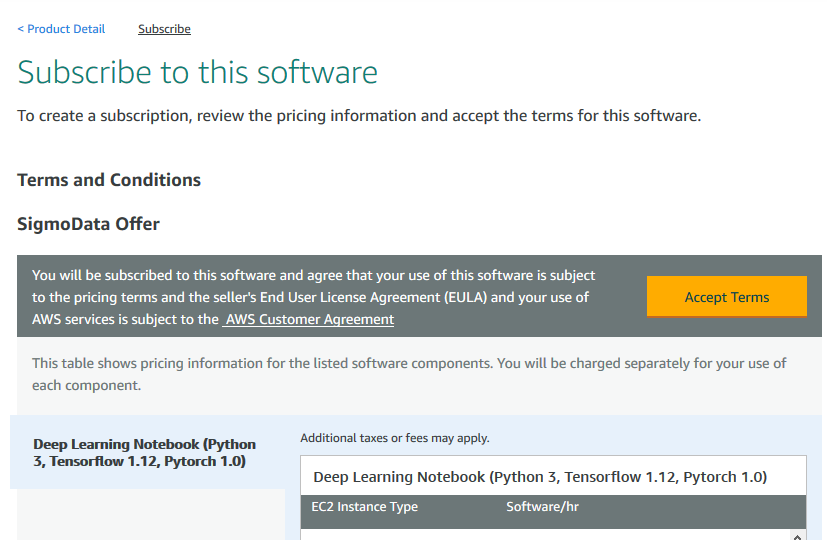 < Product Detail Subscribe
Subscribe to this software
To create a subscription, review the pricing information and accept the terms for this software.
Terms and Conditions
SigmoData Offer
You will be subscribed to this software and agree that your use of this software is subject
to the pricing terms and the seller's End User License Agreement (EULA) and your use of
AWS services is subject to the AWS Customer Agreement
Accept Terms
This table shows pricing information for the listed software components. You will be charged separately for your use of
each component.
Deep Learning Notebook (Python
3, Tensorflow 1.12, Pytorch 1.0)
Additional taxes or fees may apply.
Deep Learning Notebook (Python 3, Tensorflow 1.12, Pytorch 1.0)
EC2 Instance Type Software/hr